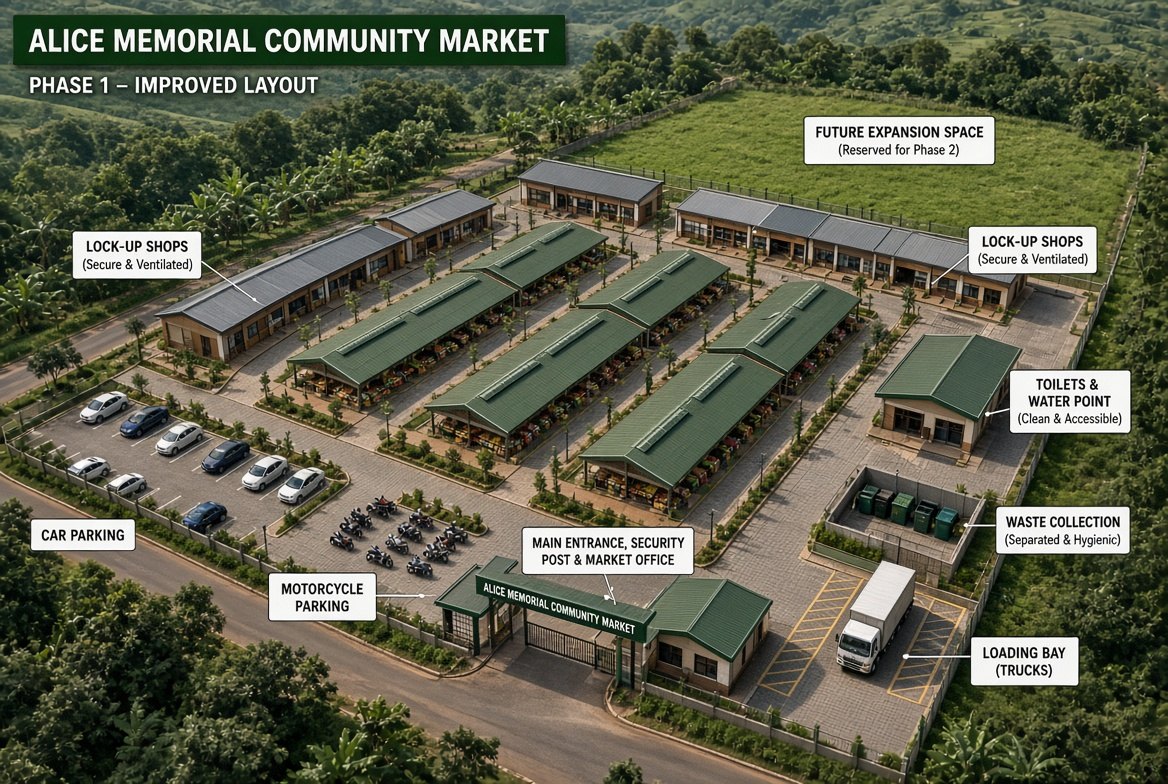 ALICE MEMORIAL COMMUNITY MARKET
PHASE 1 – IMPROVED LAYOUT
FUTURE EXPANSION SPACE
(Reserved for Phase 2)
LOCK-UP SHOPS
(Secure & Ventilated)
LOCK-UP SHOPS
(Secure & Ventilated)
TOILETS &
WATER POINT
(Clean & Accessible)
CAR PARKING
WASTE COLLECTION
(Separated & Hygienic)
MAIN ENTRANCE, SECURITY
POST & MARKET OFFICE
MOTORCYCLE
PARKING
ALICE MEMORIAL COMMUNITY MARKET
LOADING BAY
(TRUCKS)